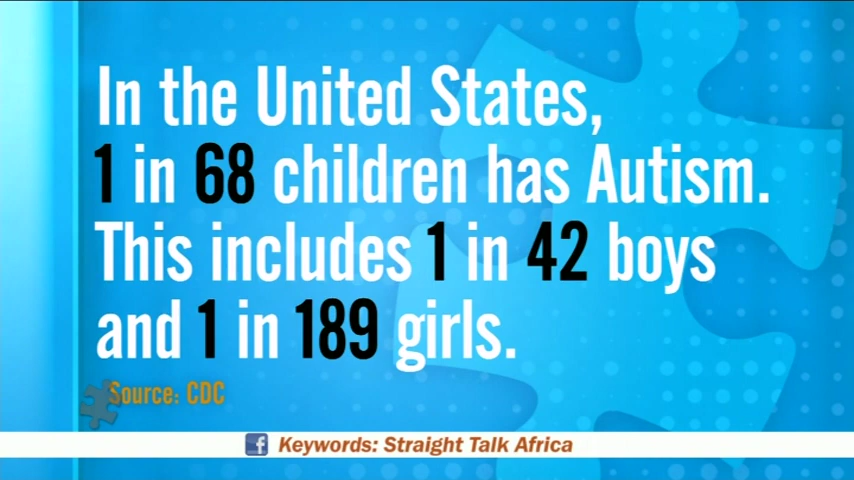 In the United States,
1 in 68 children has Autism.
This includes 1 in 42 boys
and 1 in 189 girls.
Source: CDC
f Keywords: Straight Talk Africa